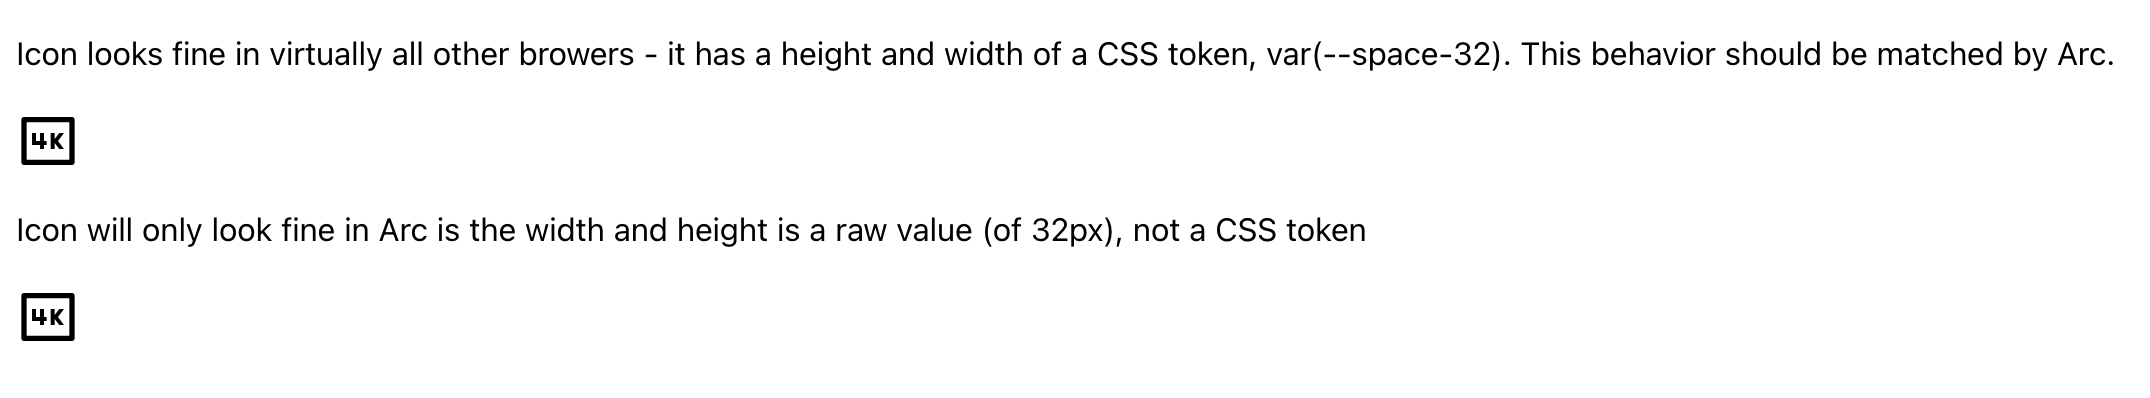 Icon looks fine in virtually all other browers - it has a height and width of a CSS token, var(--space-32). This behavior should be matched by Arc.
4K
Icon will only look fine in Arc is the width and height is a raw value (of 32px), not a CSS token
4K